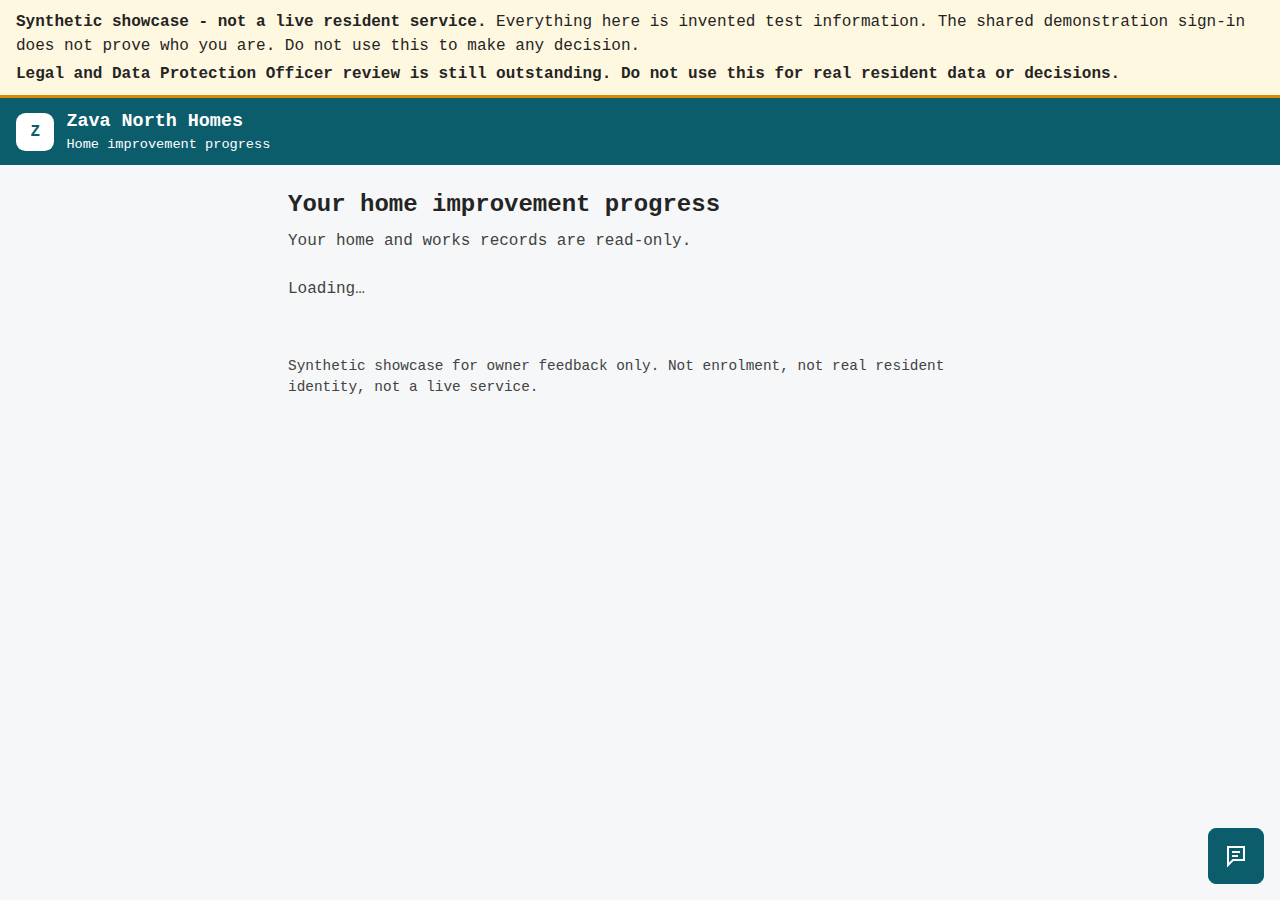 Synthetic showcase - not a live resident service. Everything here is invented test information. The shared demonstration sign-in
does not prove who you are. Do not use this to make any decision.
Legal and Data Protection Officer review is still outstanding. Do not use this for real resident data or decisions.
Z
Zava North Homes
Home improvement progress
Your home improvement progress
Your home and works records are read-only.
Loading…
Synthetic showcase for owner feedback only. Not enrolment, not real resident
identity, not a live service.